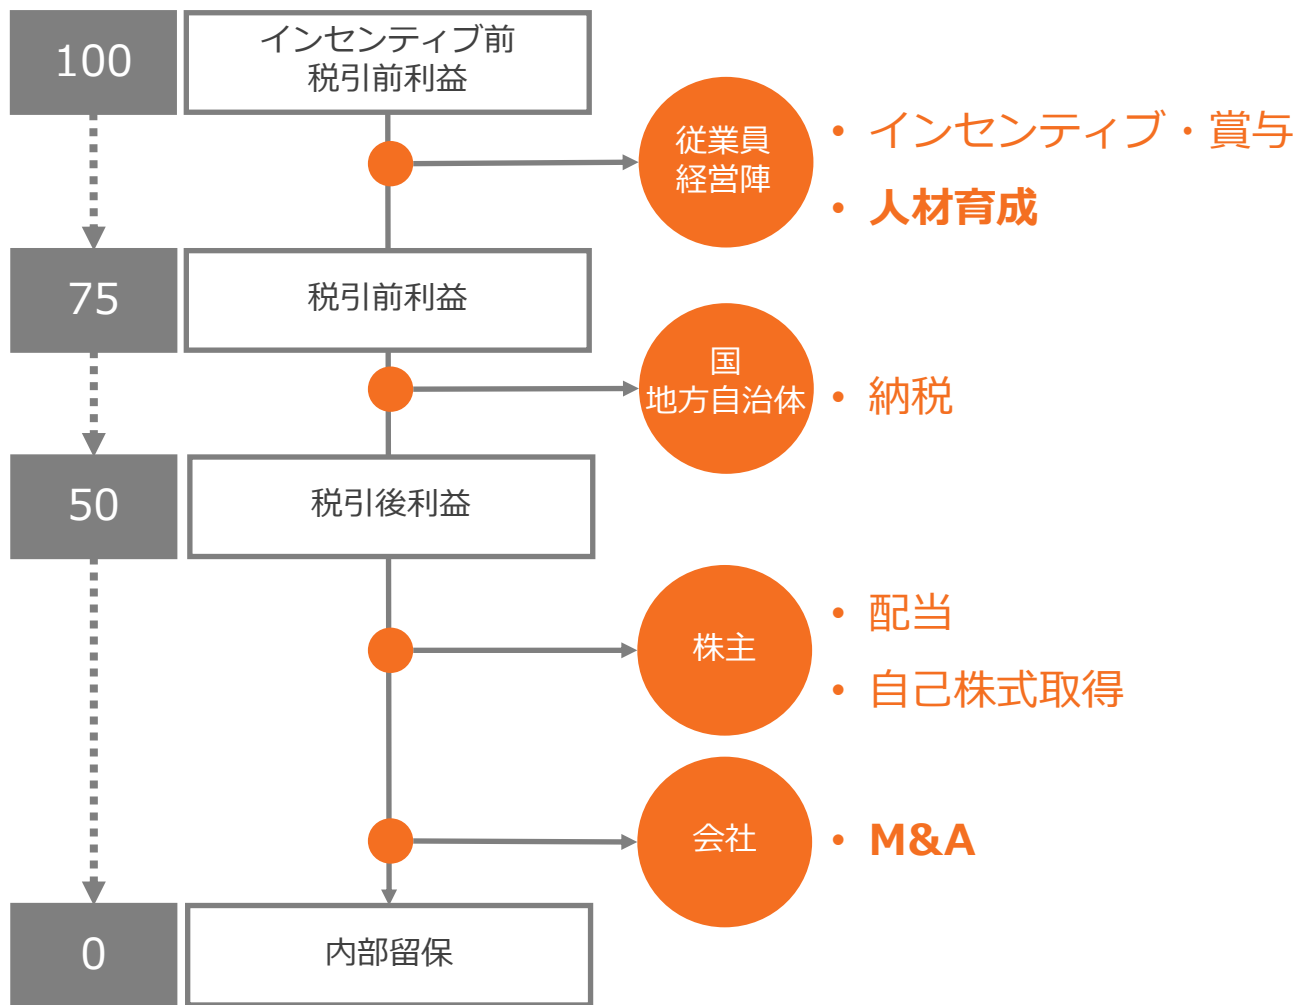 100
インセンティブ前
税引前利益
従業員
経営陣
• インセンティブ・賞与
• 人材育成
75
税引前利益
国
地方自治体
• 納税
50
税引後利益
株主
• 配当
• 自己株式取得
会社
• M&A
0
内部留保